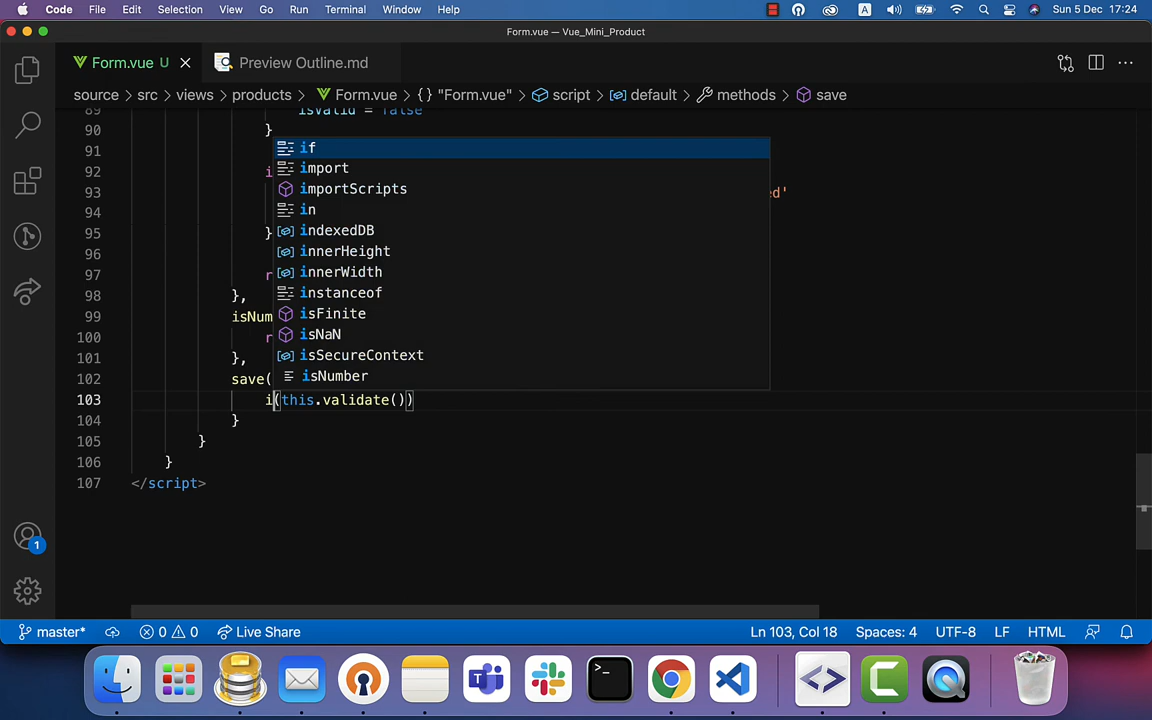 Code File Edit Selection View Go Run Terminal Window Help A Sun 5 Dec 17:24
Form.vue — Vue_Mini_Product
Form.vue U Preview Outline.md
source > src > views > products > Form.vue > {} "Form.vue" > script > default > methods > save
89 isValid = false
90 }
91 if
92 i import
93 importScripts ed'
94 in
95 } indexedDB
96 innerHeight
97 r innerWidth
98 }, instanceof
99 isNum isFinite
100 r isNaN
101 }, isSecureContext
102 save( isNumber
103 i(this.validate())
104 }
105 }
106 }
107 </script>
1
master* 0 0 Live Share Ln 103, Col 18 Spaces: 4 UTF-8 LF HTML
>_